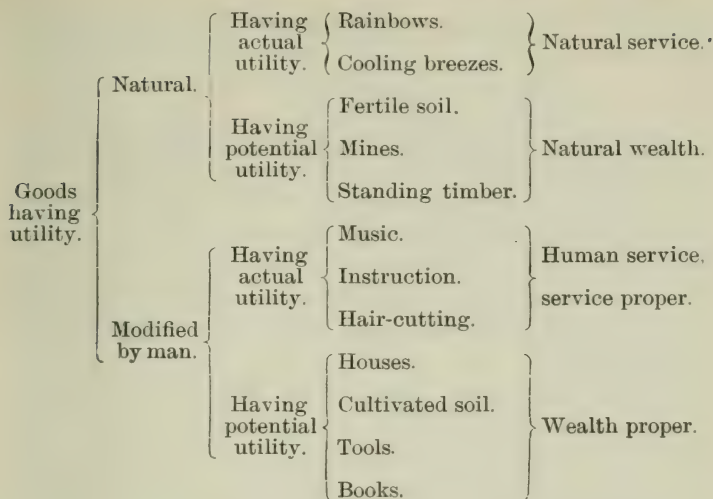 Goods having utility.
Natural.
Having actual utility.
Rainbows.
Cooling breezes.
Natural service.
Having potential utility.
Fertile soil.
Mines.
Standing timber.
Natural wealth.
Modified by man.
Having actual utility.
Music.
Instruction.
Hair-cutting.
Human service,
service proper.
Having potential utility.
Houses.
Cultivated soil.
Tools.
Books.
Wealth proper.